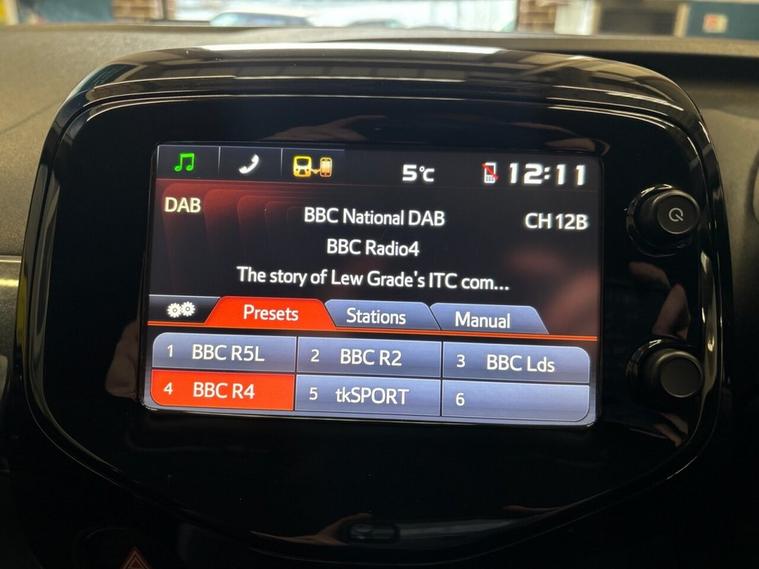 5°C 12:11
DAB BBC National DAB CH 12B
BBC Radio4
The story of Lew Grade's ITC com...
Presets Stations Manual
1 BBC R5L 2 BBC R2 3 BBC Lds
4 BBC R4 5 tkSPORT 6